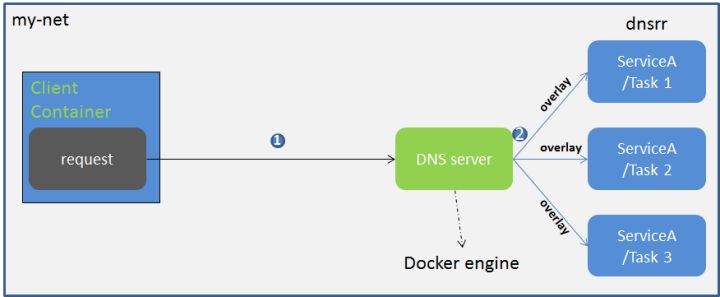 my-net
dnsrr
Client
Container
request
1
DNS server
2
overlay
overlay
overlay
ServiceA
/Task 1
ServiceA
/Task 2
ServiceA
/Task 3
Docker engine